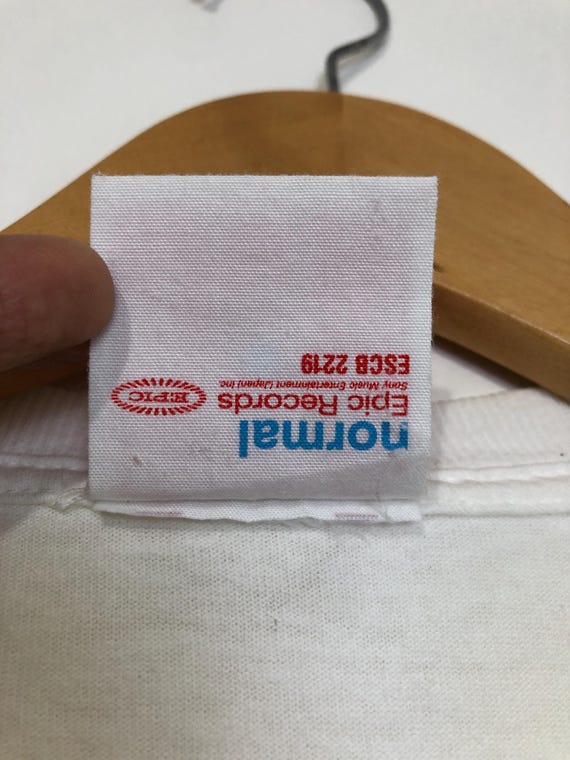 normal
Epic Records
Sony Music Entertainment (Japan) Inc.
ESCB 2219
EPIC